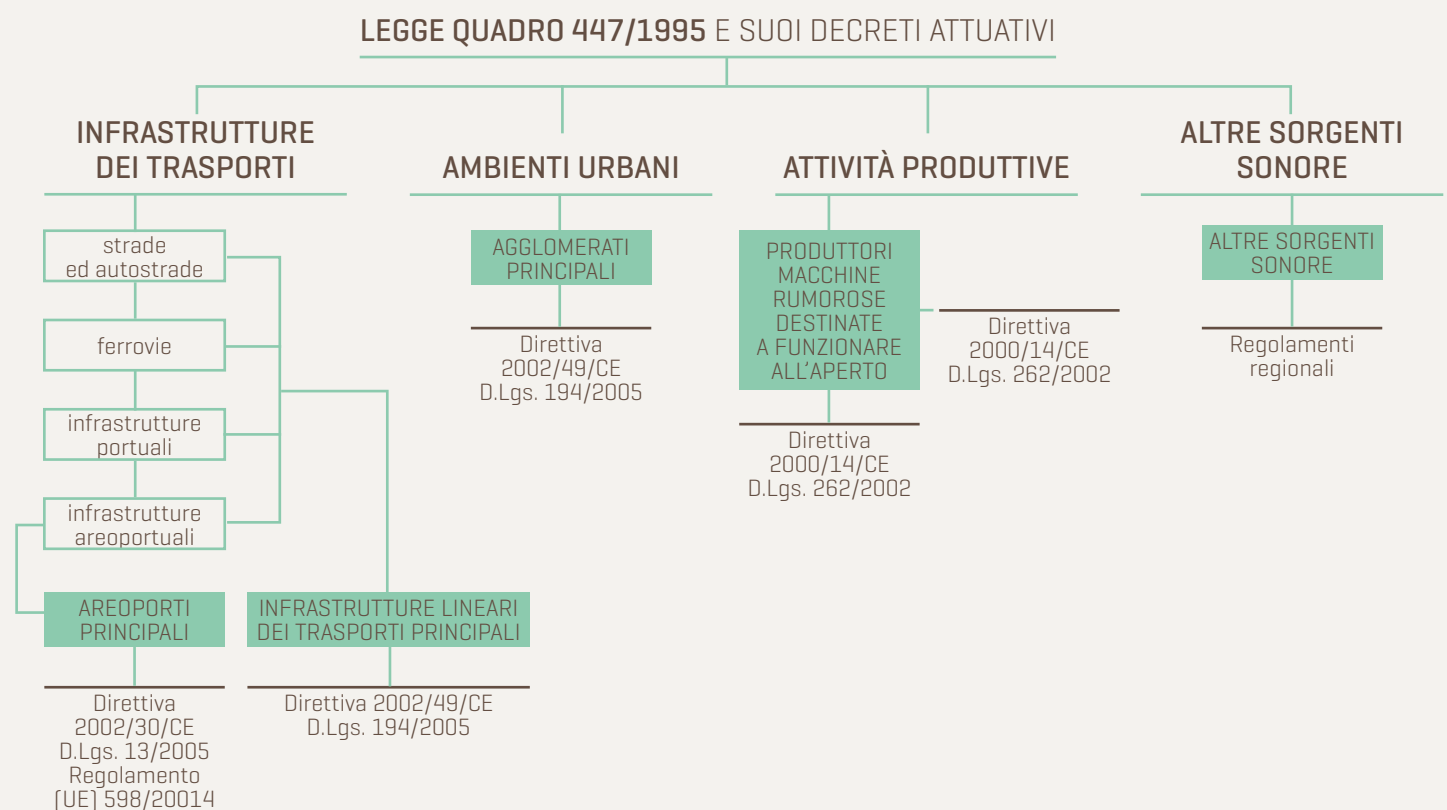 LEGGE QUADRO 447/1995 E SUOI DECRETI ATTUATIVI
INFRASTRUTTURE
DEI TRASPORTI
strade
ed autostrade
ferrovie
infrastrutture
portuali
infrastrutture
areoportuali
AREOPORTI
PRINCIPALI
Direttiva
2002/30/CE
D.Lgs. 13/2005
Regolamento
(UE) 598/20014
INFRASTRUTTURE LINEARI
DEI TRASPORTI PRINCIPALI
Direttiva 2002/49/CE
D.Lgs. 194/2005
AMBIENTI URBANI
AGGLOMERATI
PRINCIPALI
Direttiva
2002/49/CE
D.Lgs. 194/2005
ATTIVITÀ PRODUTTIVE
PRODUTTORI
MACCHINE
RUMOROSE
DESTINATE
A FUNZIONARE
ALL'APERTO
Direttiva
2000/14/CE
D.Lgs. 262/2002
Direttiva
2000/14/CE
D.Lgs. 262/2002
ALTRE SORGENTI
SONORE
ALTRE SORGENTI
SONORE
Regolamenti
regionali